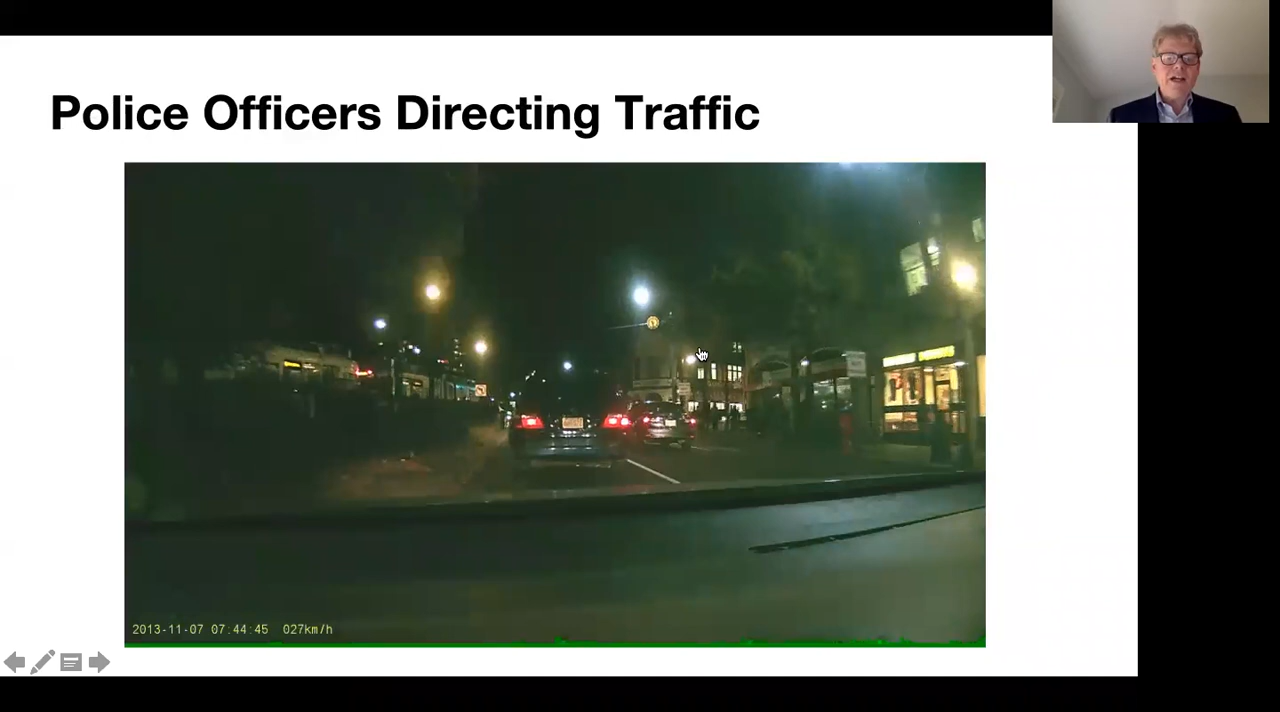 Police Officers Directing Traffic
2013-11-07 07:44:45 027km/h